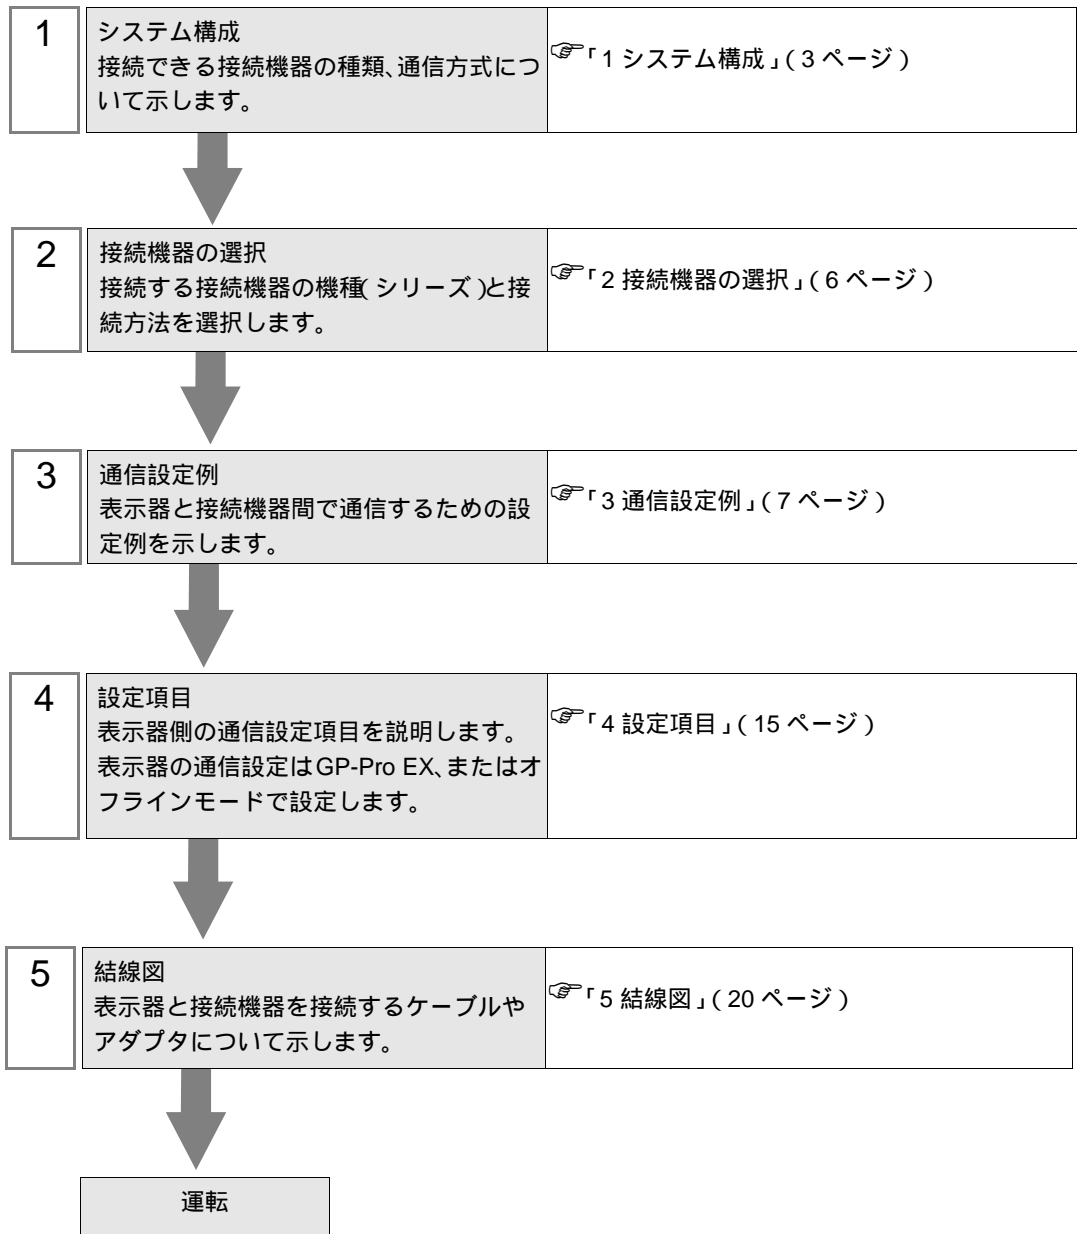 1
システム構成
接続できる接続機器の種類、通信方式につ
いて示します。
☞「1 システム構成」(3 ページ)
2
接続機器の選択
接続する接続機器の機種(シリーズ)と接
続方法を選択します。
☞「2 接続機器の選択」(6 ページ)
3
通信設定例
表示器と接続機器間で通信するための設
定例を示します。
☞「3 通信設定例」(7 ページ)
4
設定項目
表示器側の通信設定項目を説明します。
表示器の通信設定はGP-Pro EX、またはオ
フラインモードで設定します。
☞「4 設定項目」(15 ページ)
5
結線図
表示器と接続機器を接続するケーブルや
アダプタについて示します。
☞「5 結線図」(20 ページ)
運転